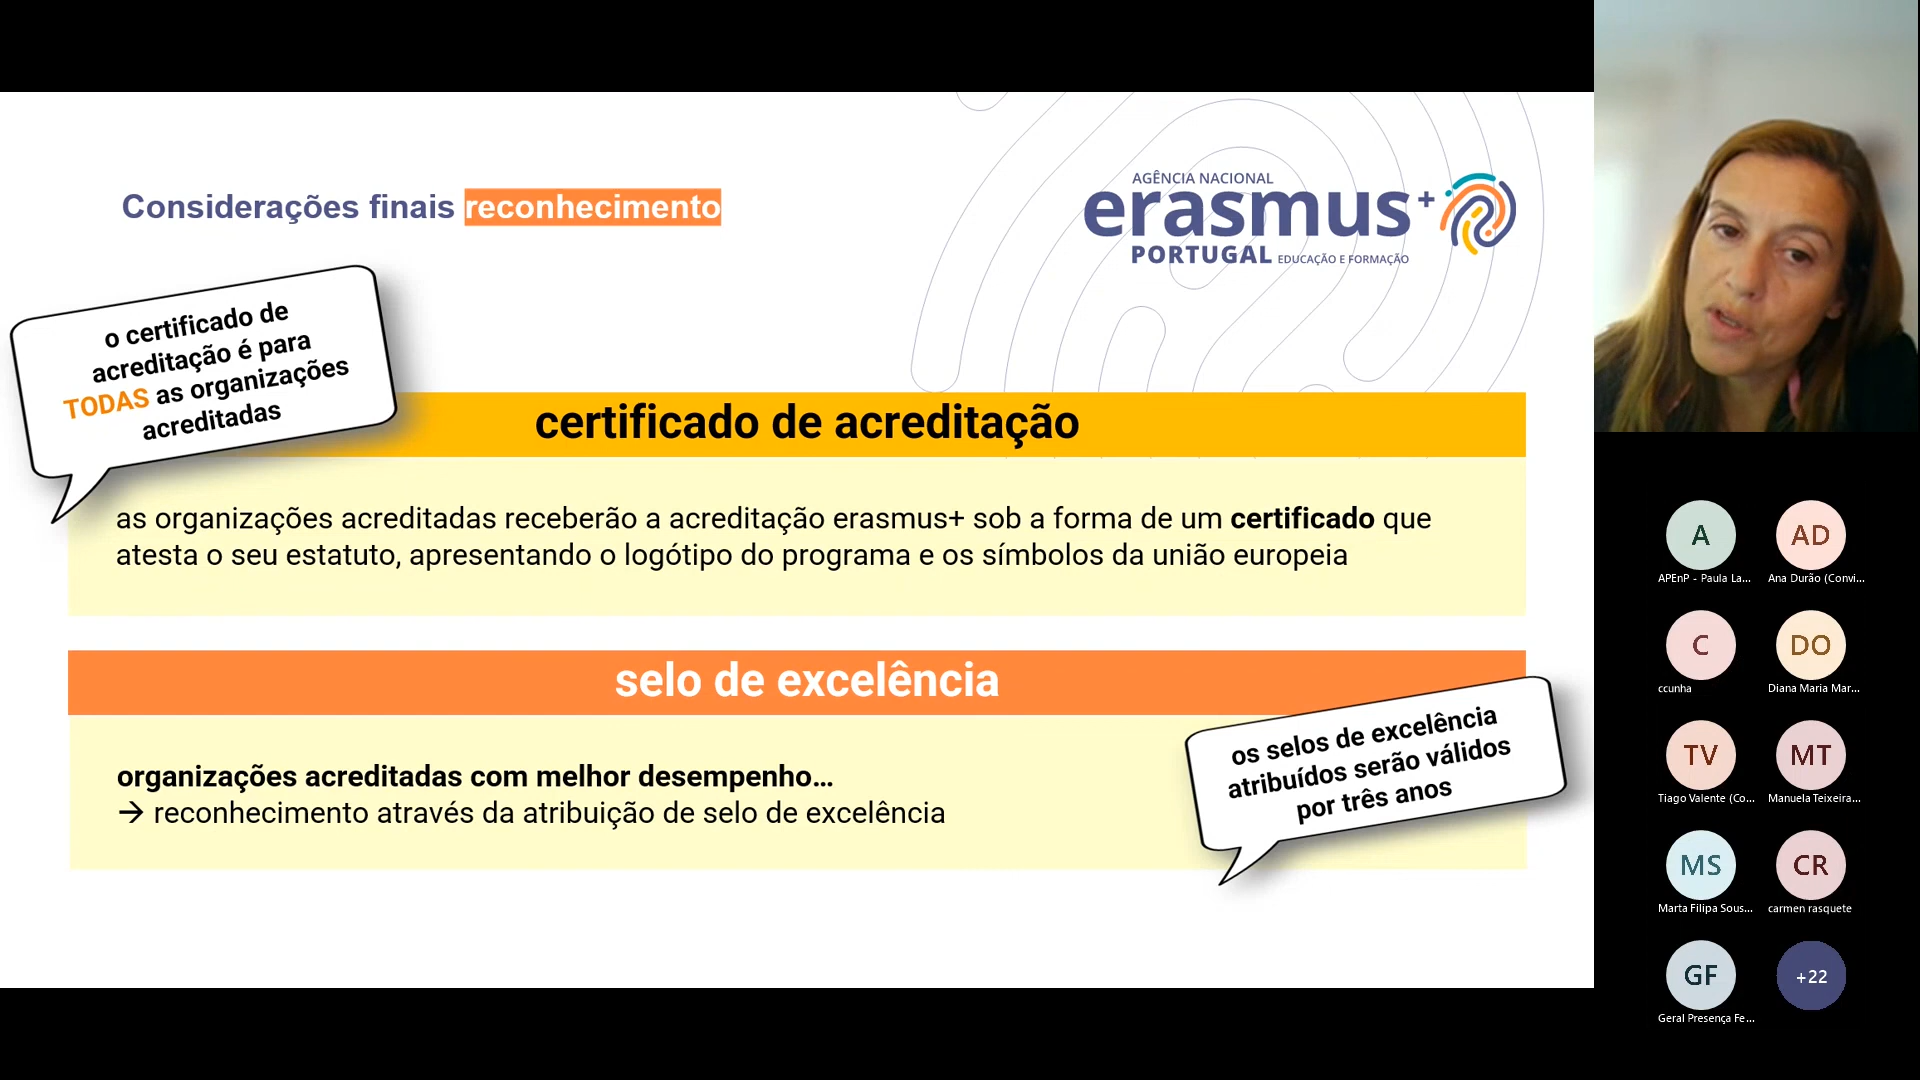 Considerações finais reconhecimento
AGÊNCIA NACIONAL
erasmus+
PORTUGAL EDUCAÇÃO E FORMAÇÃO
o certificado de
acreditação é para
TODAS as organizações
acreditadas
certificado de acreditação
as organizações acreditadas receberão a acreditação erasmus+ sob a forma de um certificado que
atesta o seu estatuto, apresentando o logótipo do programa e os símbolos da união europeia
selo de excelência
os selos de excelência
atribuídos serão válidos
por três anos
organizações acreditadas com melhor desempenho...
→ reconhecimento através da atribuição de selo de excelência
A
APEnP - Paula La...
AD
Ana Durão (Convi...
C
ccunha
DO
Diana Maria Mar...
TV
Tiago Valente (Co...
MT
Manuela Teixeira...
MS
Marta Filipa Sous...
CR
carmen rasquete
GF
Geral Presença Fe...
+22